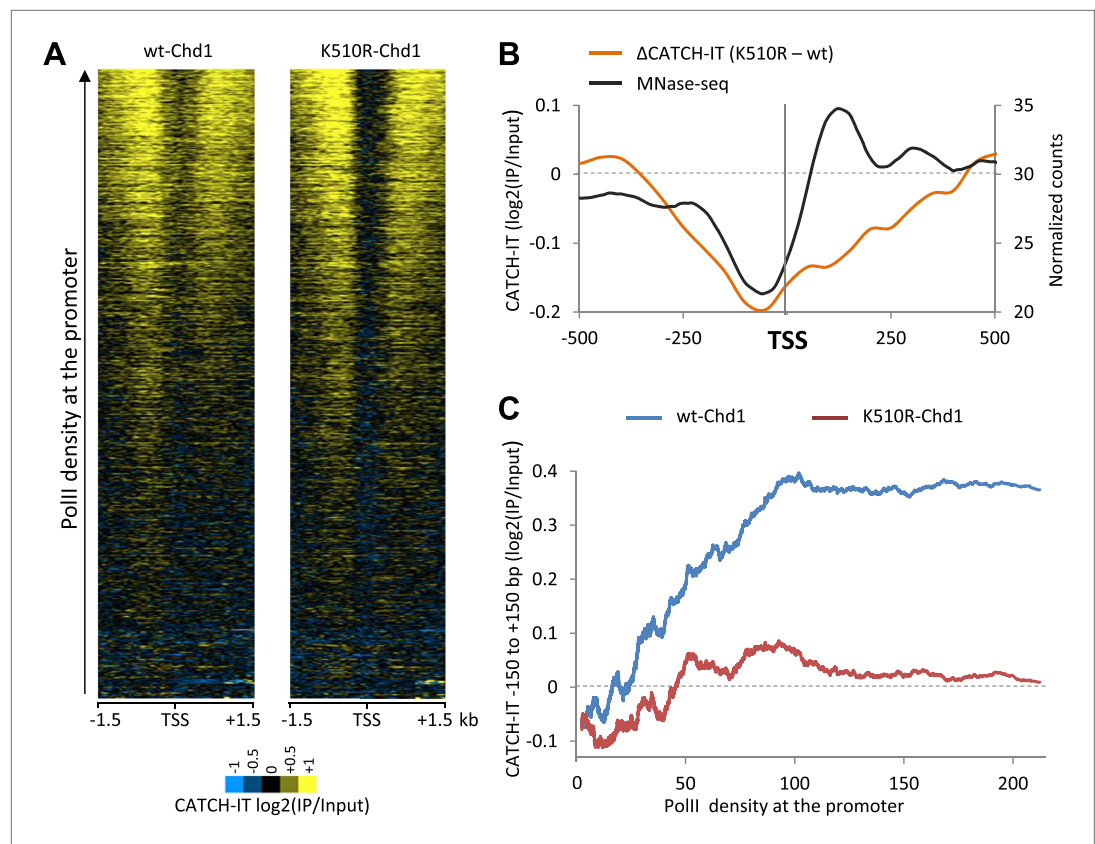 A
wt-Chd1
K510R-Chd1
PolII density at the promoter
-1.5 TSS +1.5
-1.5 TSS +1.5 kb
-1 -0.5 0 +0.5 +1
CATCH-IT log2(IP/Input)
B
ΔCATCH-IT (K510R – wt)
MNase-seq
CATCH-IT (log2(IP/Input)
0.1
0
-0.1
-0.2
35
30
25
20
Normalized counts
-500 -250 TSS 250 500
C
wt-Chd1
K510R-Chd1
CATCH-IT -150 to +150 bp (log2(IP/Input)
0.4
0.3
0.2
0.1
0
-0.1
0 50 100 150 200
PolII density at the promoter